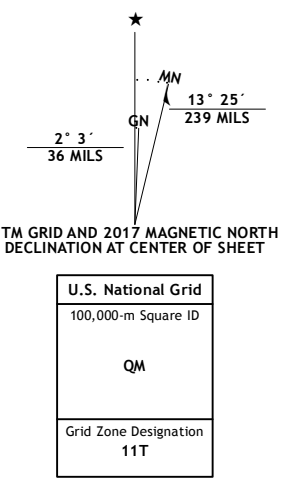 MN
13° 25´
239 MILS
GN
2° 3´
36 MILS
TM GRID AND 2017 MAGNETIC NORTH
DECLINATION AT CENTER OF SHEET
U.S. National Grid
100,000-m Square ID
QM
Grid Zone Designation
11T